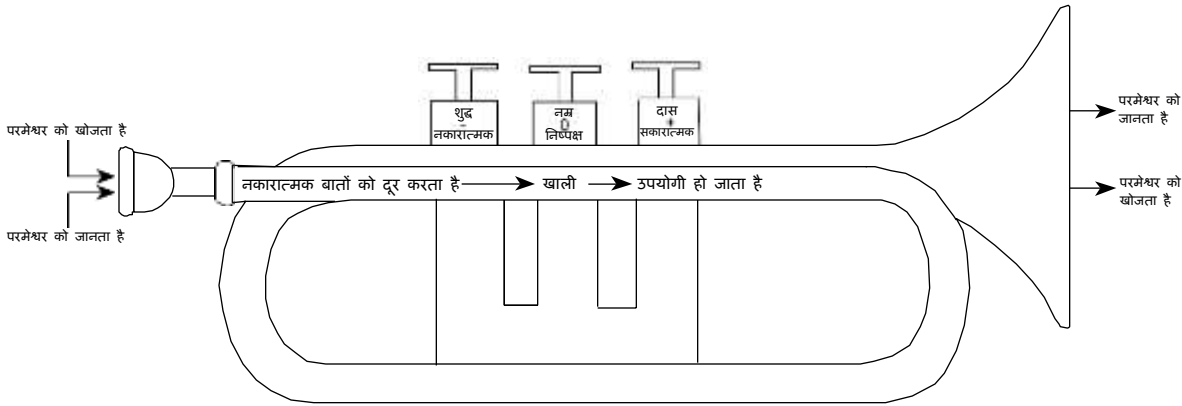 शुद्ध
–
नकारात्मक
नम्र
0
निष्पक्ष
दास
+
सकारात्मक
परमेश्वर को खोजता है
परमेश्वर को जानता है
नकारात्मक बातों को दूर करता है
खाली
उपयोगी हो जाता है
परमेश्वर को
जानता है
परमेश्वर को
खोजता है